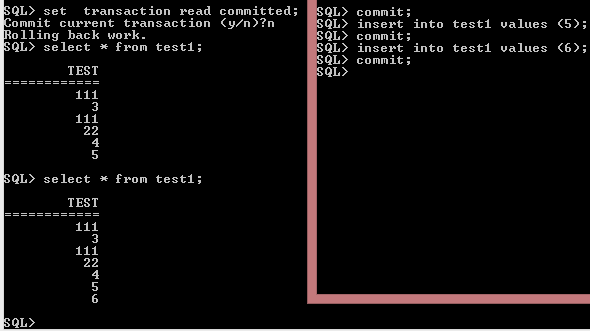 SQL> set  transaction read committed;
Commit current transaction (y/n)?n
Rolling back work.
SQL> select * from test1;
TEST
============
111
3
111
22
4
5
SQL> select * from test1;
TEST
============
111
3
111
22
4
5
6
SQL>
SQL> commit;
SQL> insert into test1 values (5);
SQL> commit;
SQL> insert into test1 values (6);
SQL> commit;
SQL>